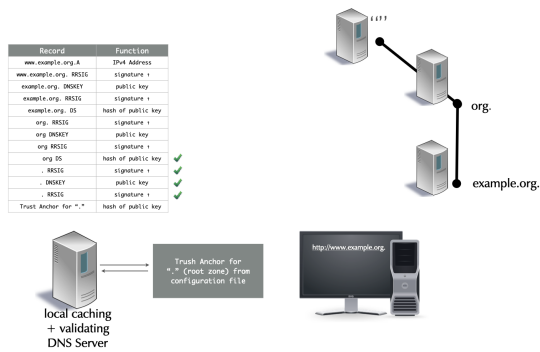 “”
Record Function
www.example.org.A IPv4 Address
www.example.org. RRSIG signature ↑
example.org. DNSKEY public key
example.org. RRSIG signature ↑
example.org. DS hash of public key
org. RRSIG signature ↑
org DNSKEY public key
org RRSIG signature ↑
org DS hash of public key
. RRSIG signature ↑
. DNSKEY public key
. RRSIG signature ↑
Trust Anchor for “.” hash of public key
org.
example.org.
Trush Anchor for
“.” (root zone) from
configuration file
http://www.example.org.
local caching
+ validating
DNS Server